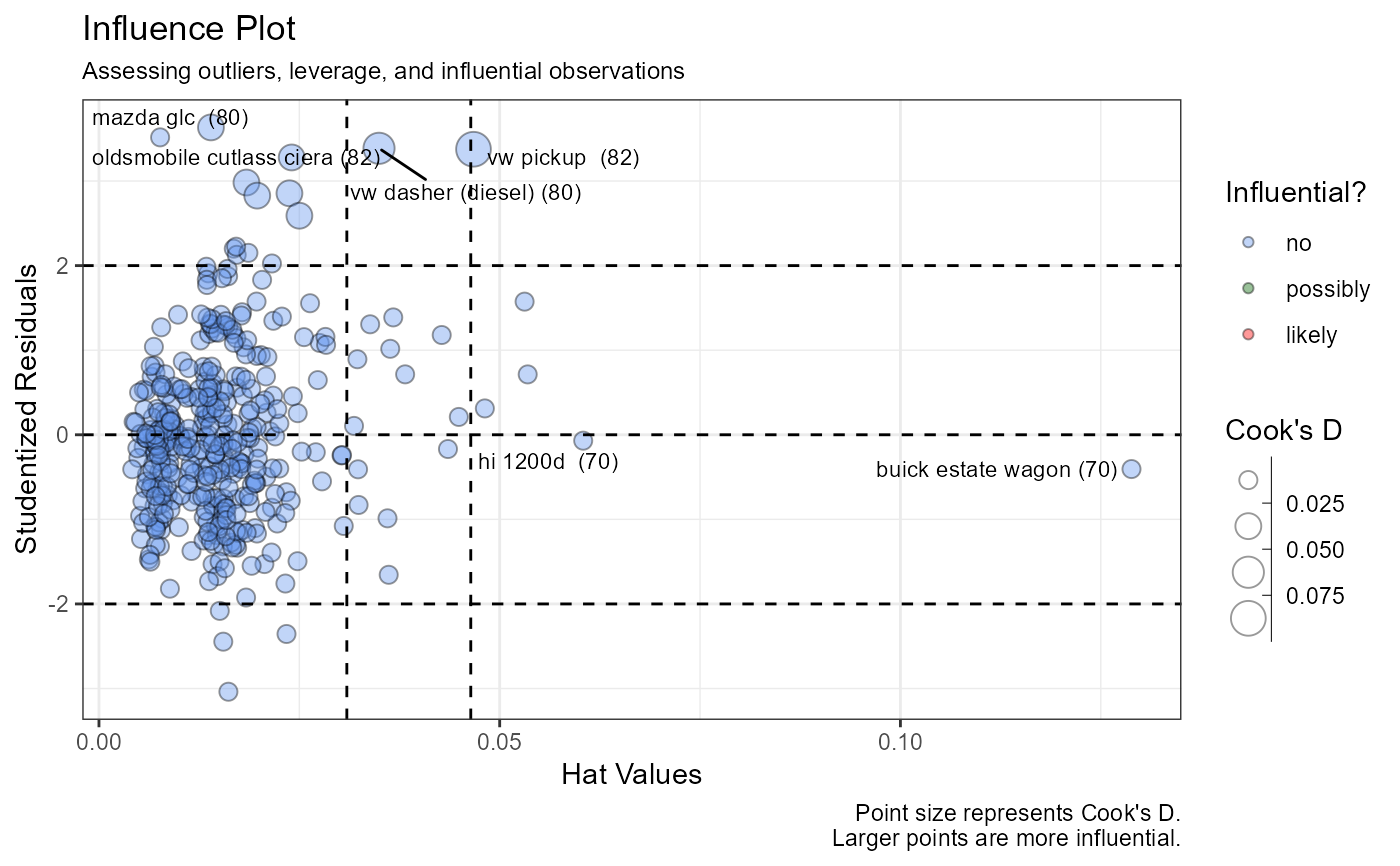 Influence Plot
Assessing outliers, leverage, and influential observations
mazda glc  (80)
oldsmobile cutlass ciera (82)
vw pickup  (82)
vw dasher (diesel) (80)
hi 1200d  (70)
buick estate wagon (70)
Studentized Residuals
2
0
-2
0.00
0.05
0.10
Hat Values
Influential?
no
possibly
likely
Cook's D
0.025
0.050
0.075
Point size represents Cook's D.
Larger points are more influential.